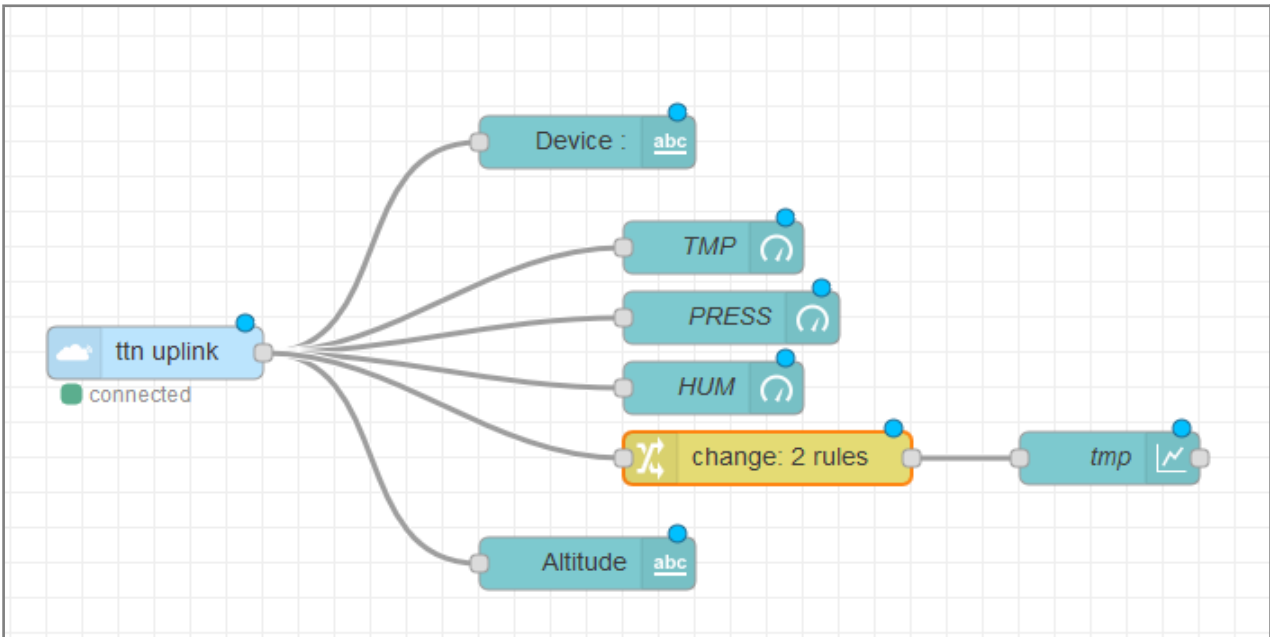 Device :
abc
TMP
PRESS
ttn uplink
connected
HUM
change: 2 rules
tmp
Altitude
abc